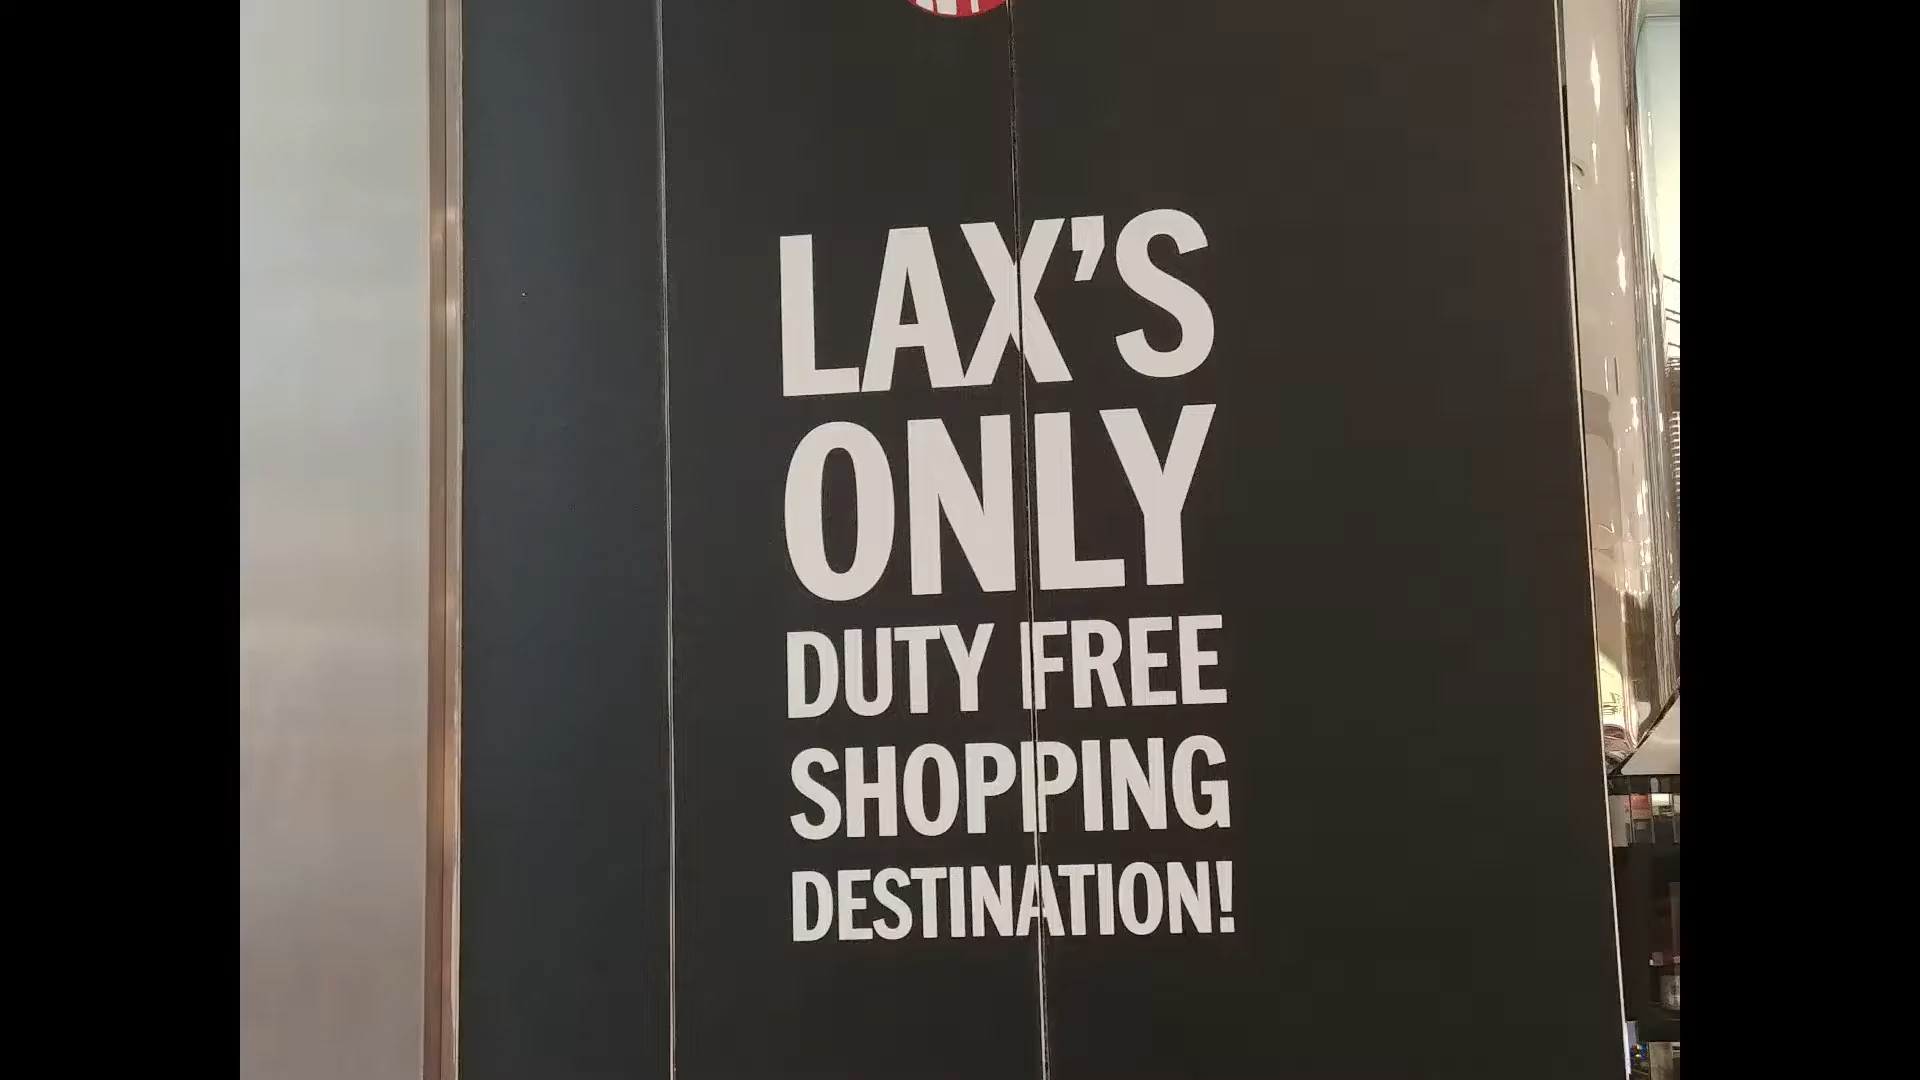 LAX'S
ONLY
DUTY FREE
SHOPPING
DESTINATION!